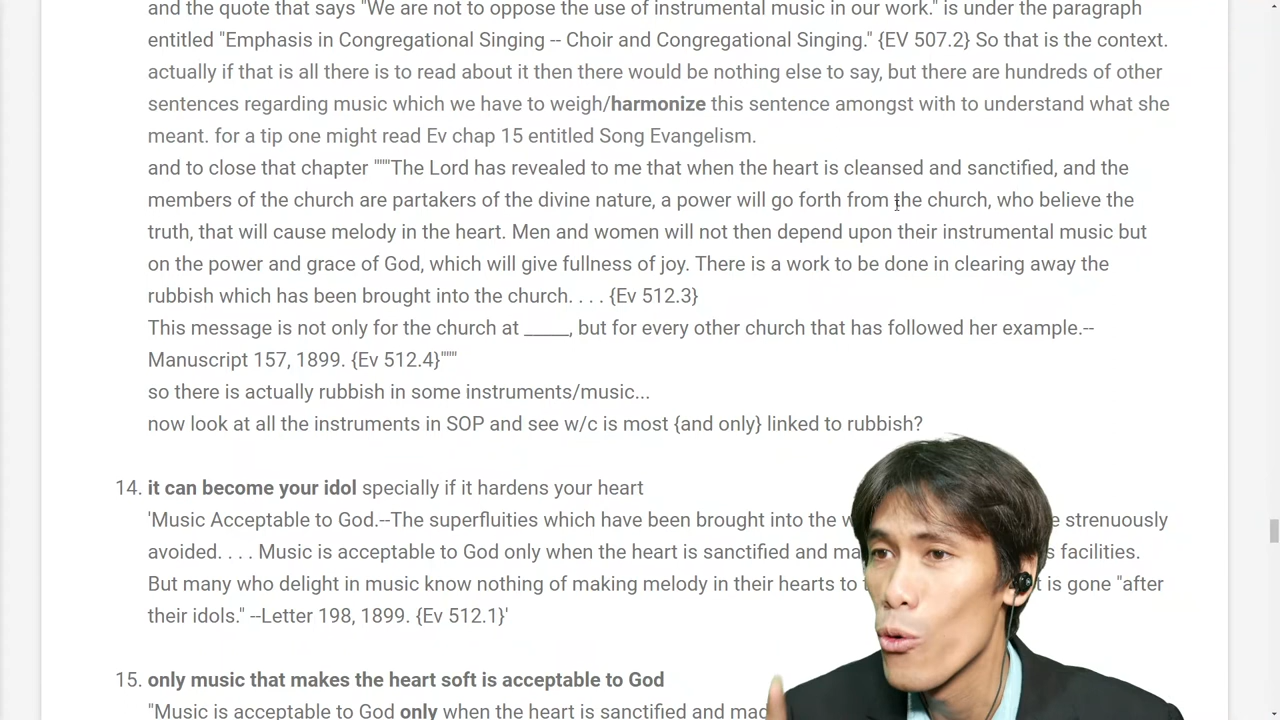 and the quote that says "We are not to oppose the use of instrumental music in our work." is under the paragraph
entitled "Emphasis in Congregational Singing -- Choir and Congregational Singing." {EV 507.2} So that is the context.
actually if that is all there is to read about it then there would be nothing else to say, but there are hundreds of other
sentences regarding music which we have to weigh/harmonize this sentence amongst with to understand what she
meant. for a tip one might read Ev chap 15 entitled Song Evangelism.
and to close that chapter """The Lord has revealed to me that when the heart is cleansed and sanctified, and the
members of the church are partakers of the divine nature, a power will go forth from the church, who believe the
truth, that will cause melody in the heart. Men and women will not then depend upon their instrumental music but
on the power and grace of God, which will give fullness of joy. There is a work to be done in clearing away the
rubbish which has been brought into the church. . . . {Ev 512.3}
This message is not only for the church at _____, but for every other church that has followed her example.--
Manuscript 157, 1899. {Ev 512.4}"""
so there is actually rubbish in some instruments/music...
now look at all the instruments in SOP and see w/c is most {and only} linked to rubbish?
14. it can become your idol specially if it hardens your heart
'Music Acceptable to God.--The superfluities which have been brought into the strenuously
avoided. . . . Music is acceptable to God only when the heart is sanctified and facilities.
But many who delight in music know nothing of making melody in their hearts to is gone "after
their idols." --Letter 198, 1899. {Ev 512.1}'
15. only music that makes the heart soft is acceptable to God
"Music is acceptable to God only when the heart is sanctified and